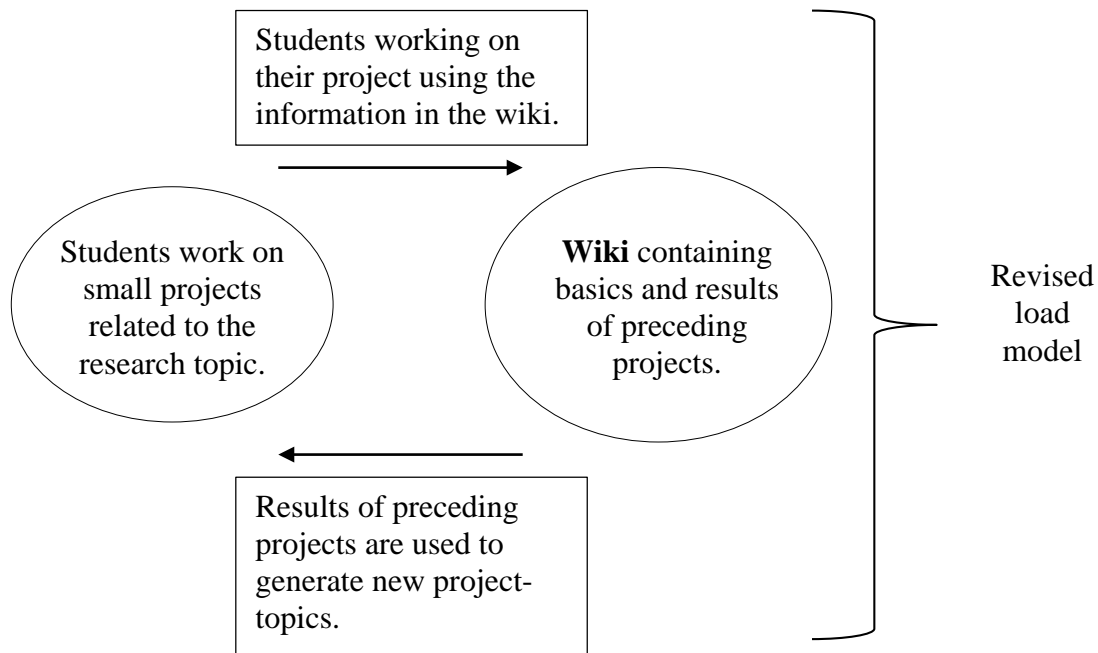 Students working on
their project using the
information in the wiki.
Students work on
small projects
related to the
research topic.
Wiki containing
basics and results
of preceding
projects.
Revised
load
model
Results of preceding
projects are used to
generate new project-
topics.